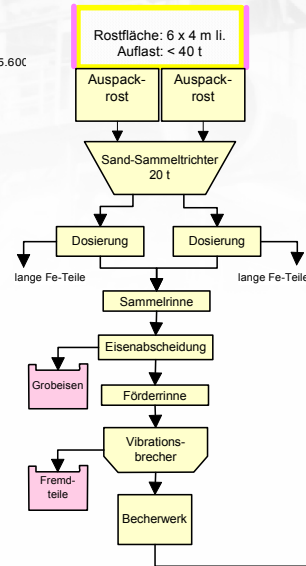 Rostfläche: 6 x 4 m li.
Auflast: < 40 t
5.600
Auspack-
rost
Auspack-
rost
Sand-Sammeltrichter
20 t
Dosierung
Dosierung
lange Fe-Teile
lange Fe-Teile
Sammelrinne
Eisenabscheidung
Grobeisen
Förderrinne
Vibrations-
brecher
Fremd-
teile
Becherwerk